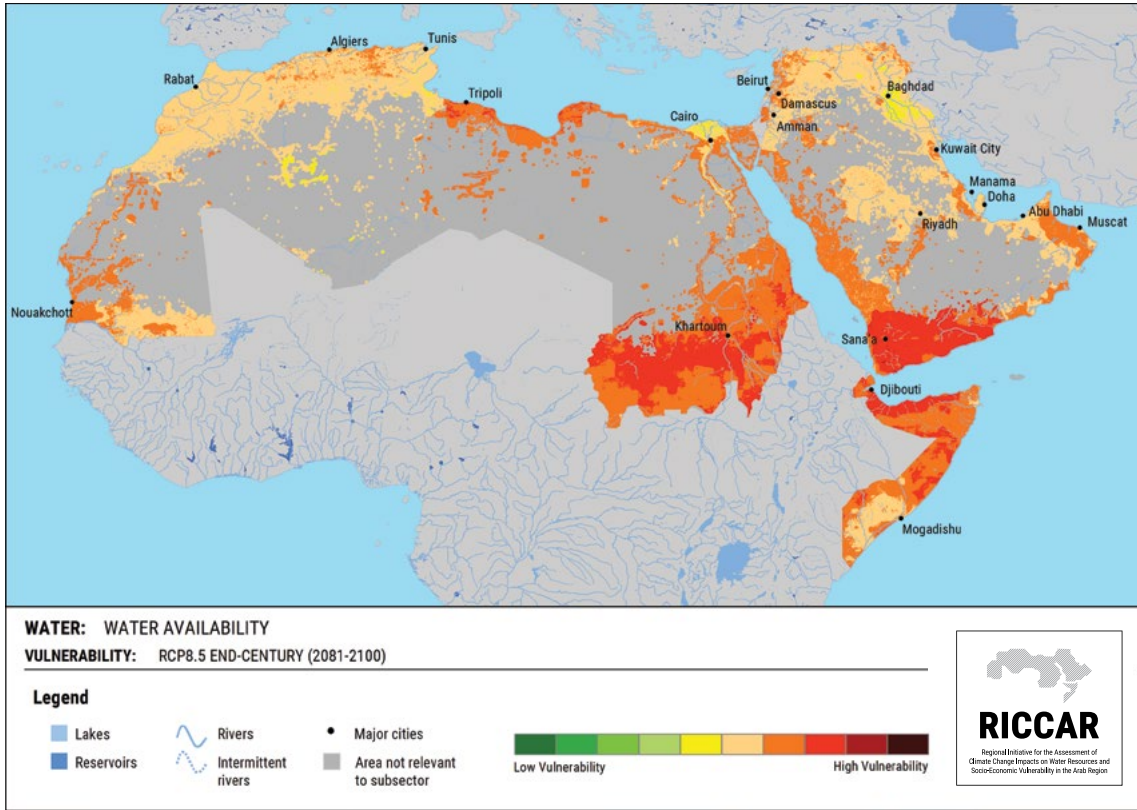 Algiers
Tunis
Rabat
Tripoli
Beirut
Baghdad
Damascus
Cairo
Amman
Kuwait City
Manama
Doha
Abu Dhabi
Riyadh
Muscat
Nouakchott
Khartoum
Sana'a
Djibouti
Mogadishu
WATER: WATER AVAILABILITY
VULNERABILITY: RCP8.5 END-CENTURY (2081-2100)
Legend
Lakes
Rivers
Major cities
Reservoirs
Intermittent
rivers
Area not relevant
to subsector
Low Vulnerability
High Vulnerability
RICCAR
Regional Initiative for the Assessment of
Climate Change Impacts on Water Resources and
Socio-Economic Vulnerability in the Arab Region